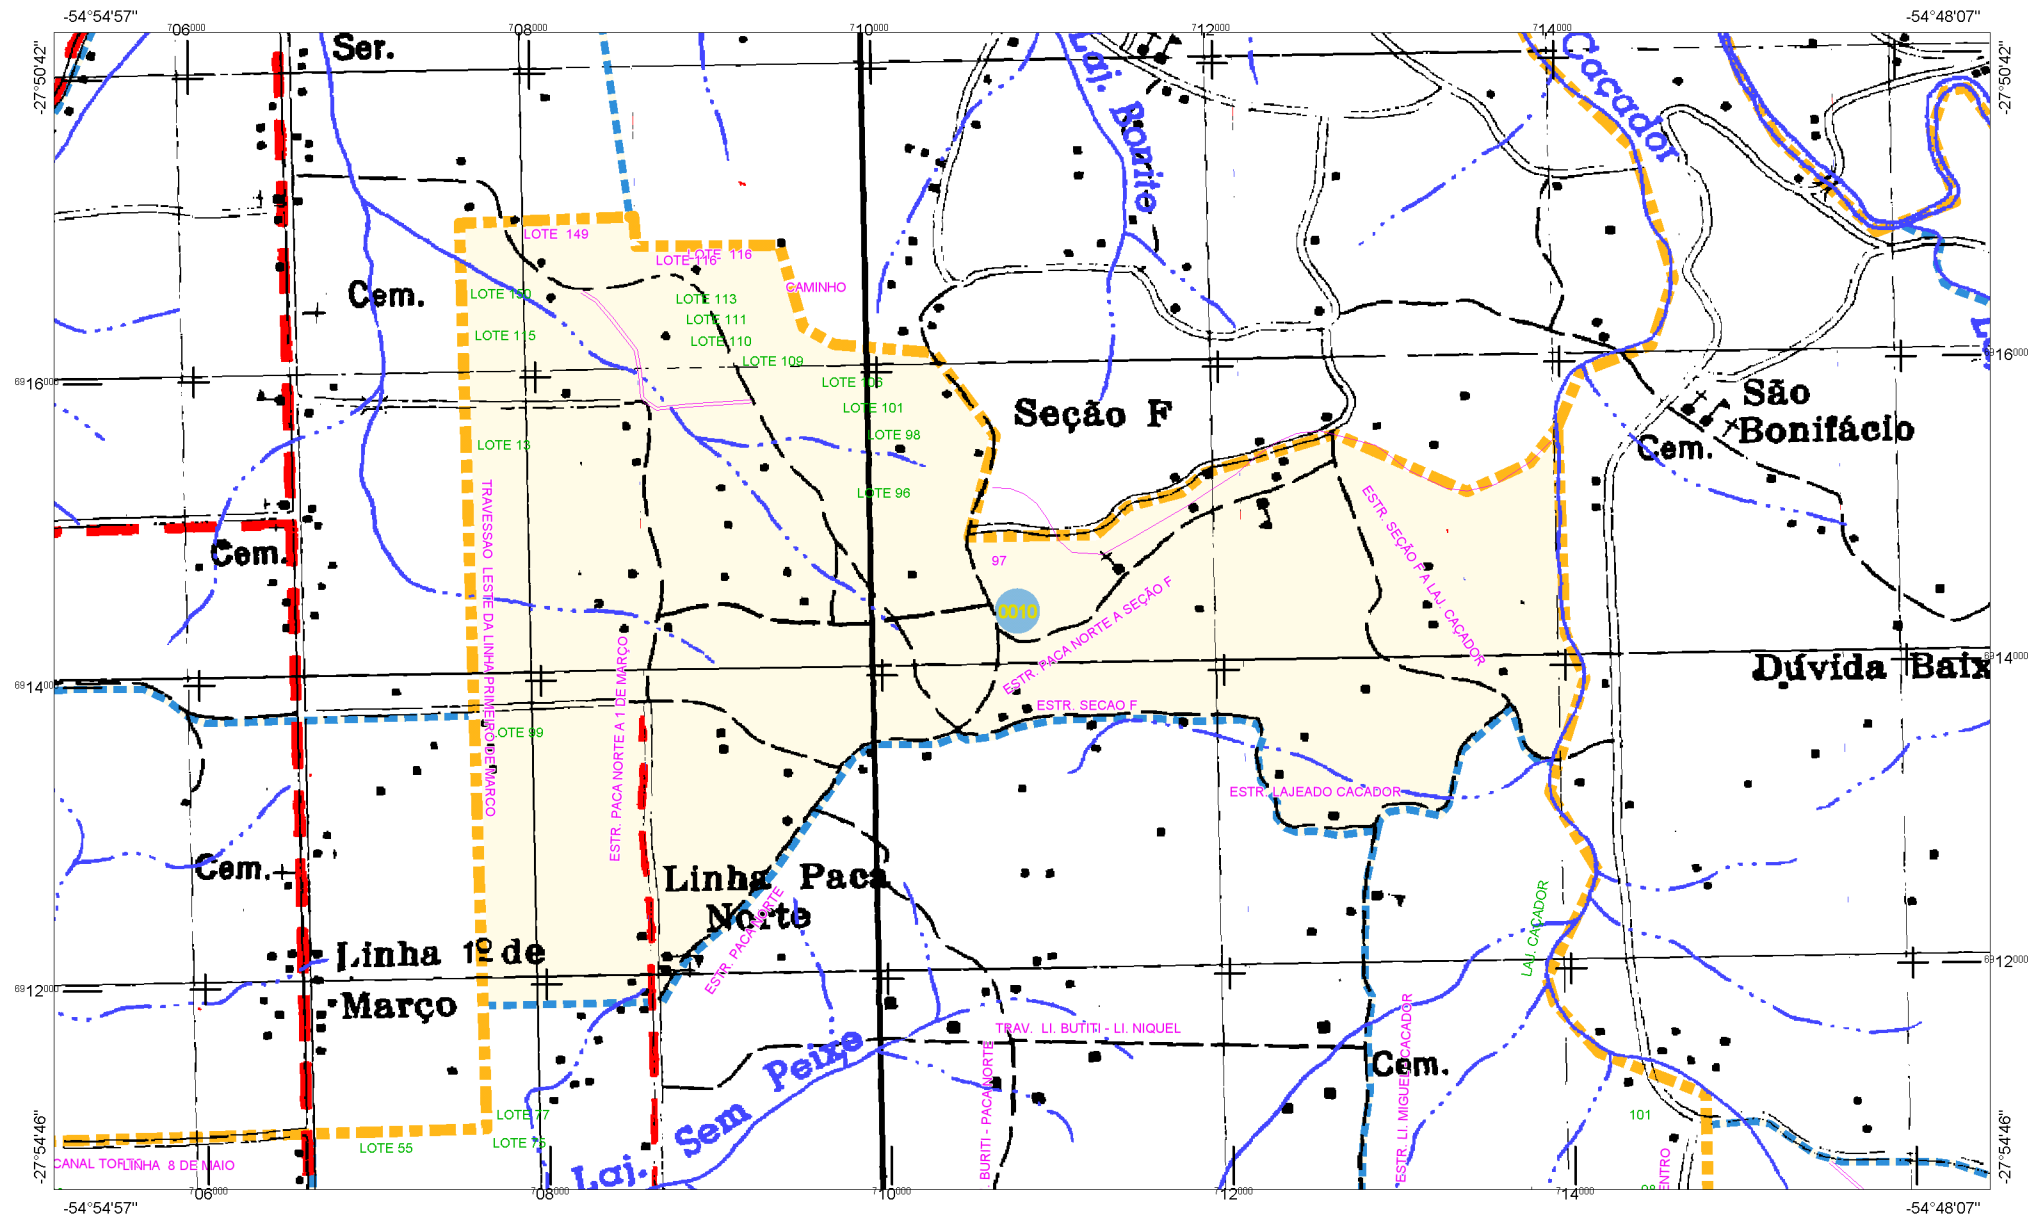 -54°54'57"
-54°48'07"
706000
708000
710000
712000
714000
-27°50'42"
-27°50'42"
Ser.
Laj. Bonito
Caçador
LOTE 149
LOTE 116
LOTE 116
CAMINHO
Cem.
LOTE 150
LOTE 113
LOTE 111
LOTE 115
LOTE 110
LOTE 109
6916000
6916000
LOTE 103
LOTE 101
LOTE 98
LOTE 13
LOTE 96
Seção F
São
Bonifácio
Cem.
Cem.
97
0010
TRAVESSAO LESTE DA LINHA PRIMEIRO DE MARCO
ESTR. PACA NORTE A 1 DE MARÇO
ESTR. PACA NORTE A SEÇÃO F
ESTR. SEÇÃO F A LAJ. CAÇADOR
6914000
6914000
Dúvida Baix
ESTR. SECAO F
LOTE 99
ESTR. LAJEADO CACADOR
Cem.
Linha Paca
Norte
ESTR. PACA NORTE
LAJ. CAÇADOR
Linha 1º de
Março
6912000
6912000
TRAV. LI. BUTITI - LI. NIQUEL
BURITI - PACA NORTE
ESTR. LI. MIGUEL CACADOR
Cem.
Laj. Sem Peixe
LOTE 77
LOTE 75
LOTE 55
101
CANAL TORTO
LINHA 8 DE MAIO
98
ENTRO
-27°54'46"
-27°54'46"
706000
708000
710000
712000
714000
-54°54'57"
-54°48'07"